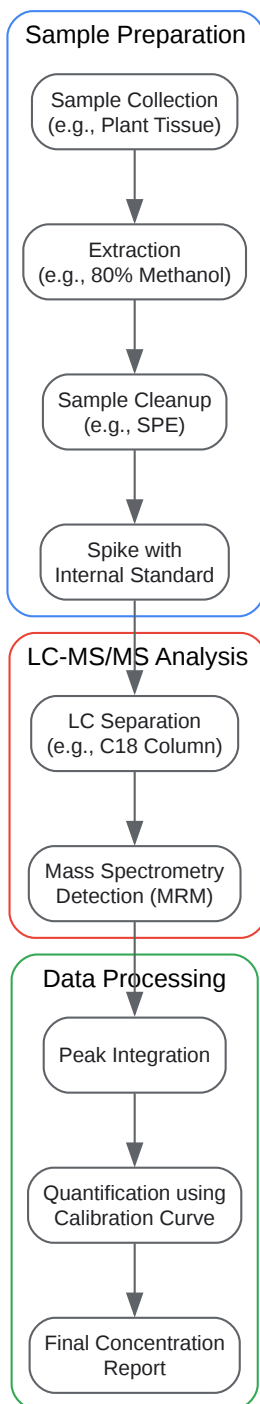 Sample Preparation
Sample Collection
(e.g., Plant Tissue)
Extraction
(e.g., 80% Methanol)
Sample Cleanup
(e.g., SPE)
Spike with
Internal Standard
LC-MS/MS Analysis
LC Separation
(e.g., C18 Column)
Mass Spectrometry
Detection (MRM)
Data Processing
Peak Integration
Quantification using
Calibration Curve
Final Concentration
Report